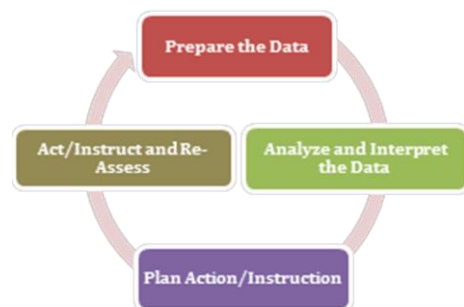 Prepare the Data
Analyze and Interpret
the Data
Plan Action/Instruction
Act/Instruct and Re-
Assess